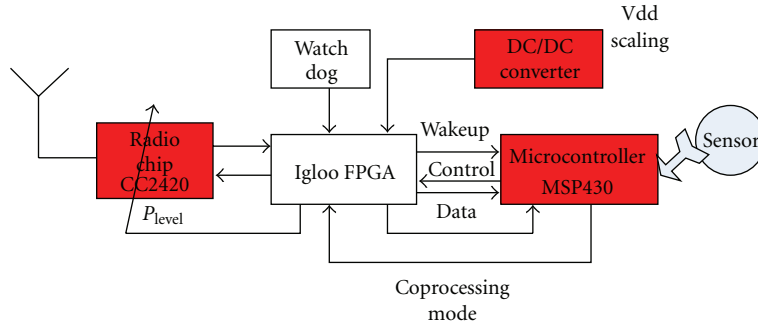 Vdd
scaling
Watch
dog
DC/DC
converter
Radio
chip
CC2420
Igloo FPGA
Wakeup
Control
Data
Microcontroller
MSP430
Sensor
P_level
Coprocessing
mode